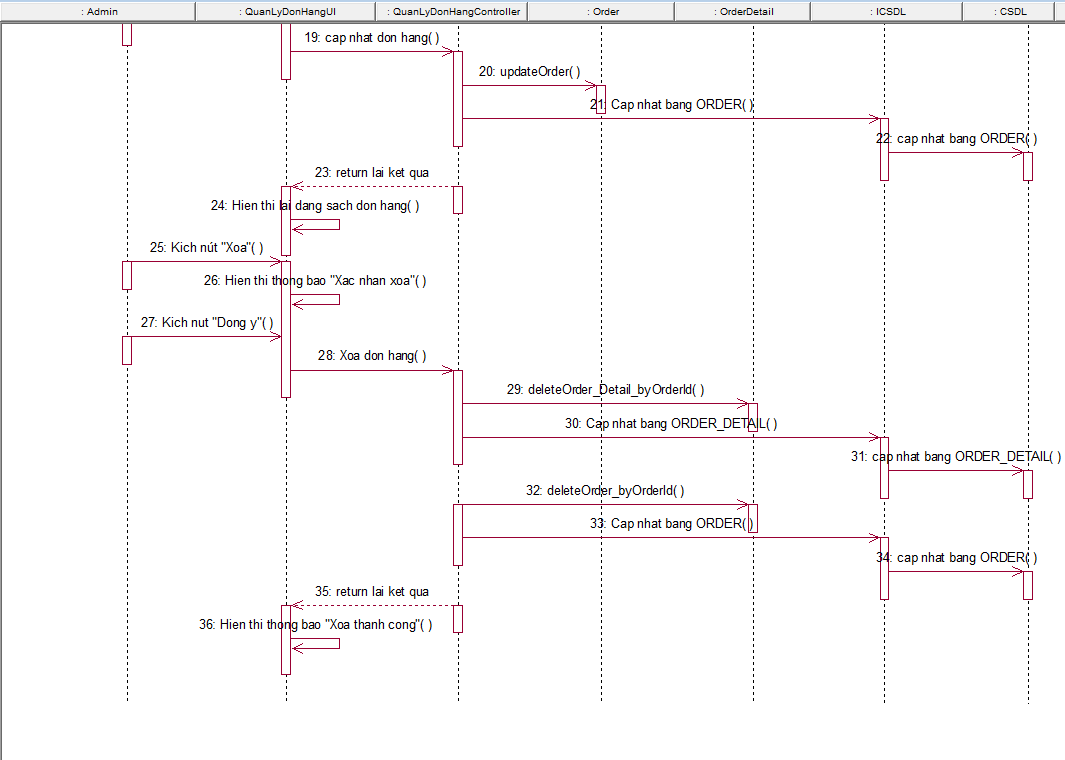 : Admin
: QuanLyDonHangUI
: QuanLyDonHangController
: Order
: OrderDetail
: ICSDL
: CSDL
19: cap nhat don hang( )
20: updateOrder( )
21: Cap nhat bang ORDER( )
22: cap nhat bang ORDER( )
23: return lai ket qua
24: Hien thi lai dang sach don hang( )
25: Kich nút "Xoa"( )
26: Hien thi thong bao "Xac nhan xoa"( )
27: Kich nut "Dong y"( )
28: Xoa don hang( )
29: deleteOrder_Detail_byOrderId( )
30: Cap nhat bang ORDER_DETAIL( )
31: cap nhat bang ORDER_DETAIL( )
32: deleteOrder_byOrderId( )
33: Cap nhat bang ORDER( )
34: cap nhat bang ORDER( )
35: return lai ket qua
36: Hien thi thong bao "Xoa thanh cong"( )